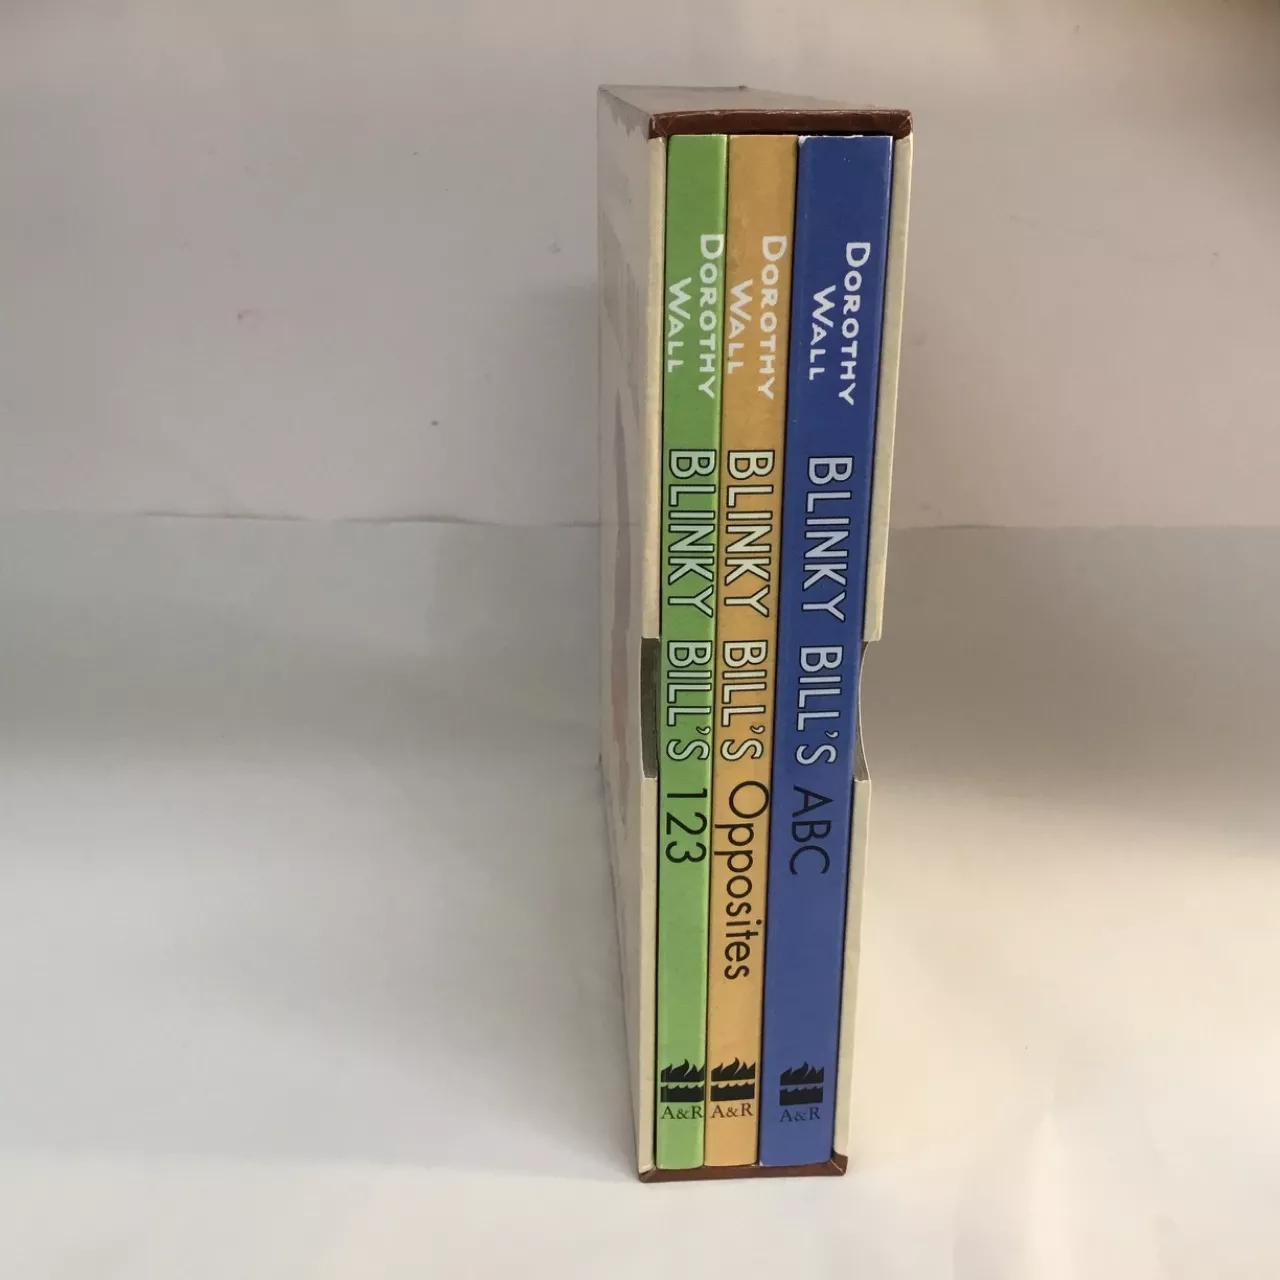 DOROTHY
WALL
BLINKY BILL'S 123
A&R
DOROTHY
WALL
BLINKY BILL'S Opposites
A&R
DOROTHY
WALL
BLINKY BILL'S ABC
A&R